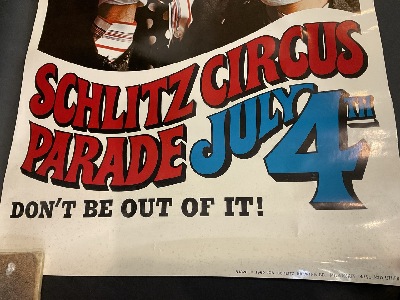 SCHLITZ CIRCUS
PARADE JULY 4TH
DON'T BE OUT OF IT!